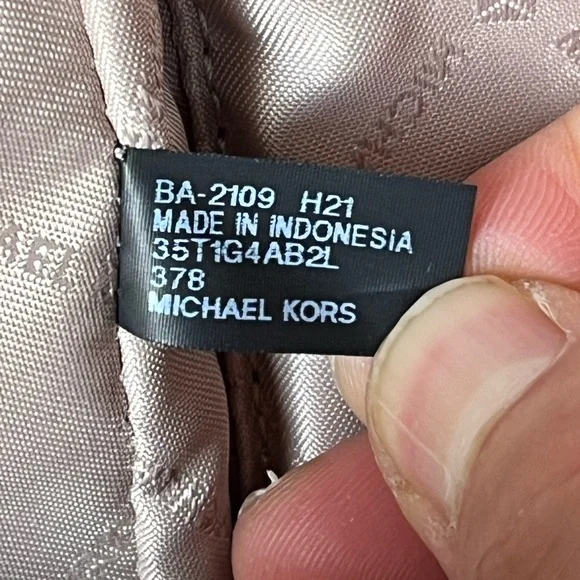 BA-2109 H21
MADE IN INDONESIA
35T1G4AB2L
378
MICHAEL KORS